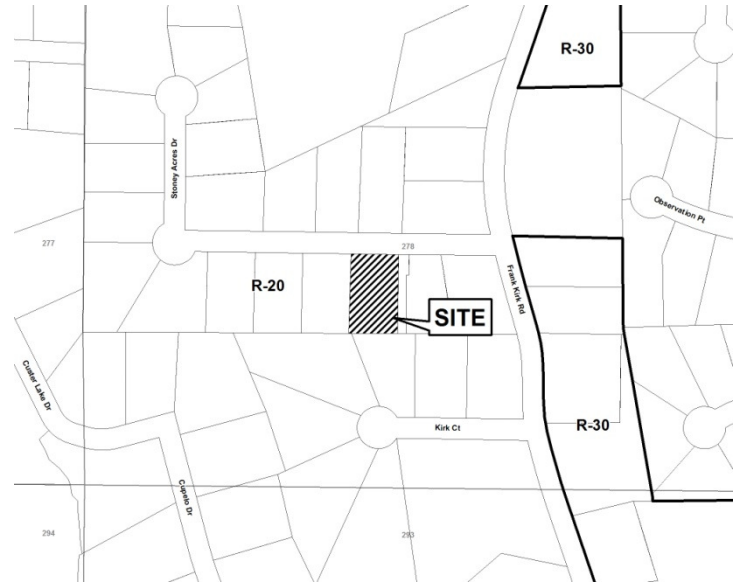 R-30
Stoney Acres Dr
Observation Pt
277
278
R-20
Frank Kirk Rd
SITE
Custer Lake Dr
Kirk Ct
R-30
Cupelo Dr
294
293